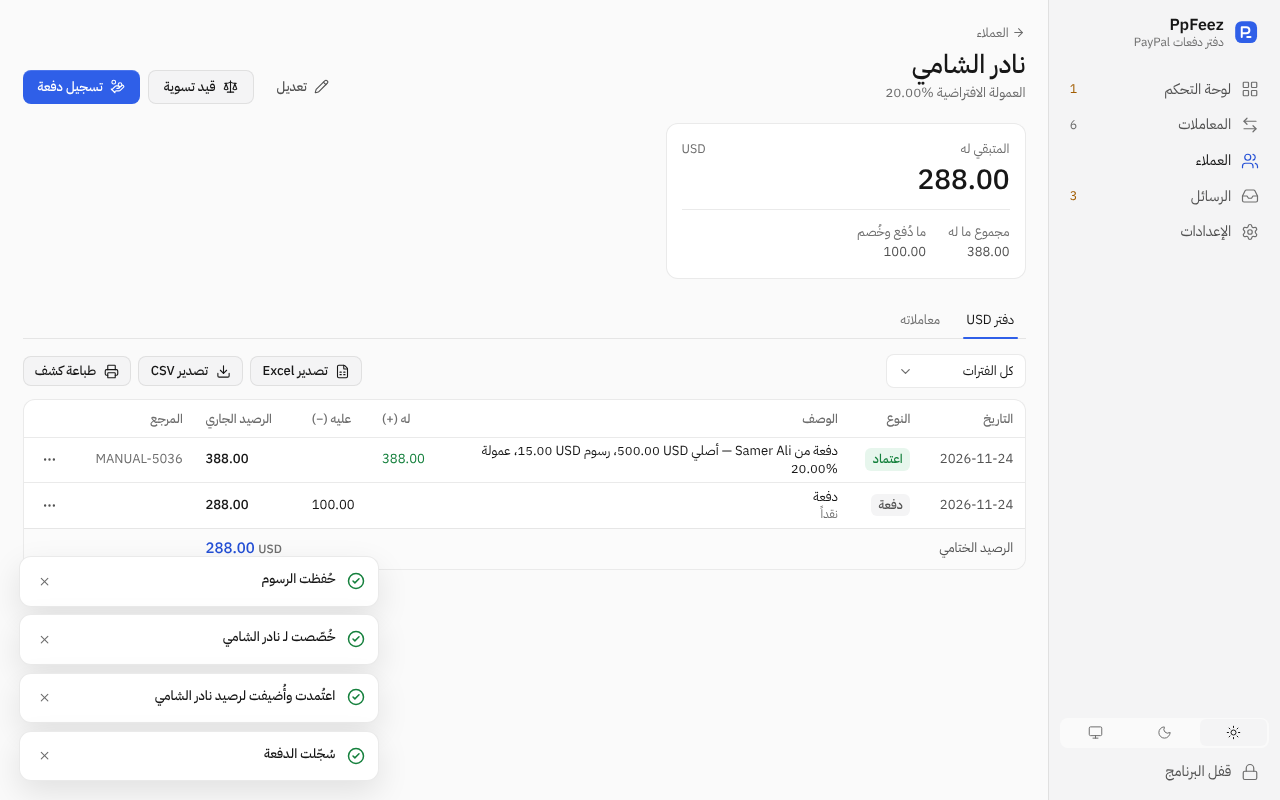 PpFeez
دفتر دفعات PayPal
لوحة التحكم 1
المعاملات 6
العملاء
الرسائل 3
الإعدادات
قفل البرنامج
→ العملاء
نادر الشامي
العمولة الافتراضية 20.00%
تعديل
قيد تسوية
تسجيل دفعة
المتبقي له USD
288.00
مجموع ما له ما دُفع وخُصم
388.00 100.00
دفتر USD معاملاته
كل الفترات
تصدير Excel
تصدير CSV
طباعة كشف
التاريخ النوع الوصف له (+) عليه (−) الرصيد الجاري المرجع
2026-11-24 اعتماد دفعة من Samer Ali — أصلي 500.00 USD، رسوم 15.00 USD، عمولة 388.00 388.00 MANUAL-5036
20.00%
2026-11-24 دفعة دفعة 100.00 288.00
نقداً
الرصيد الختامي 288.00 USD
حُفظت الرسوم
خُصّصت لـ نادر الشامي
اعتُمدت وأُضيفت لرصيد نادر الشامي
سُجّلت الدفعة